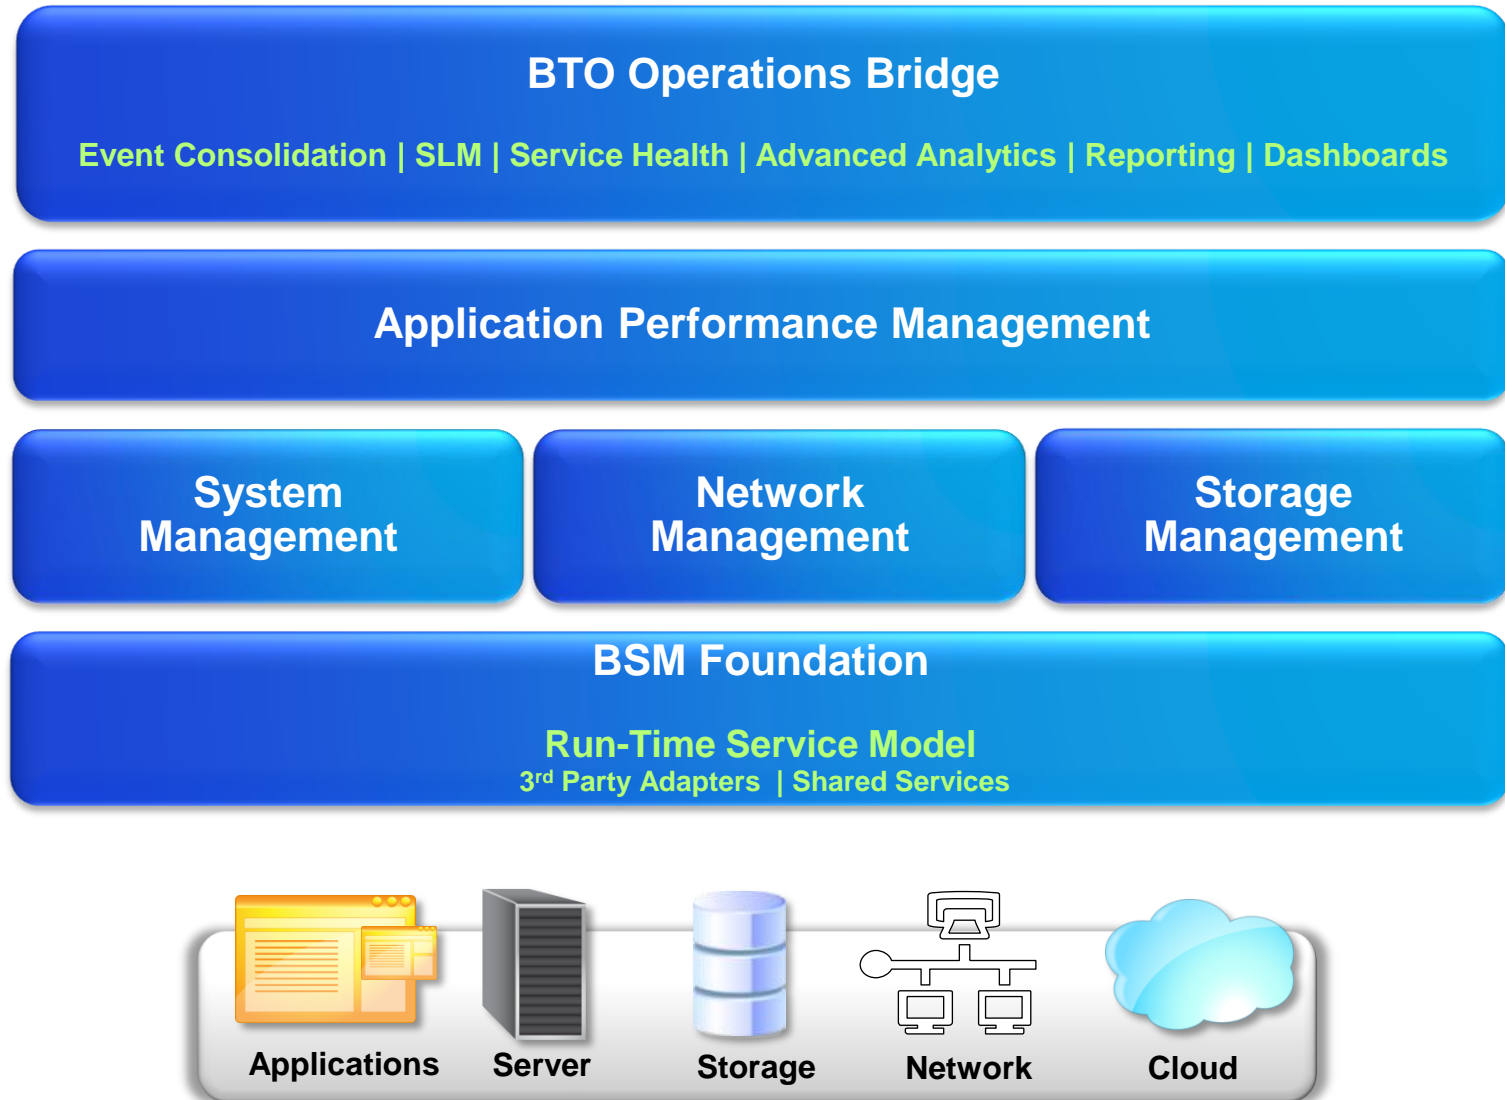 BTO Operations Bridge
Event Consolidation | SLM | Service Health | Advanced Analytics | Reporting | Dashboards
Application Performance Management
System
Management
Network
Management
Storage
Management
BSM Foundation
Run-Time Service Model
3rd Party Adapters | Shared Services
Applications
Server
Storage
Network
Cloud